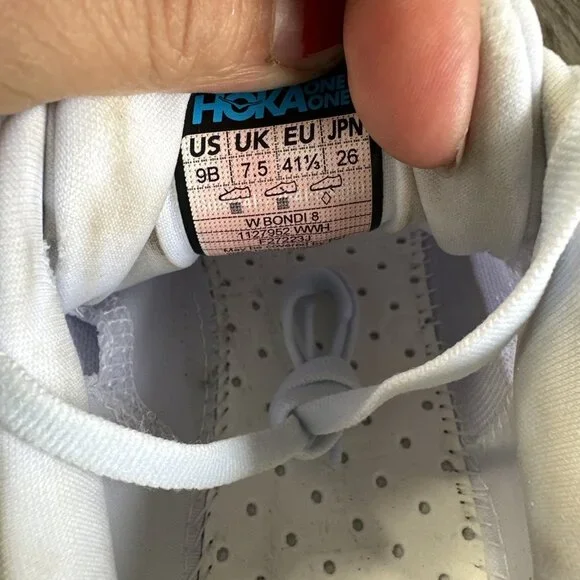 HOKA ONE ONE
US UK EU JPN
9B 7.5 41⅓ 26
W BONDI 8
1127952 WWH